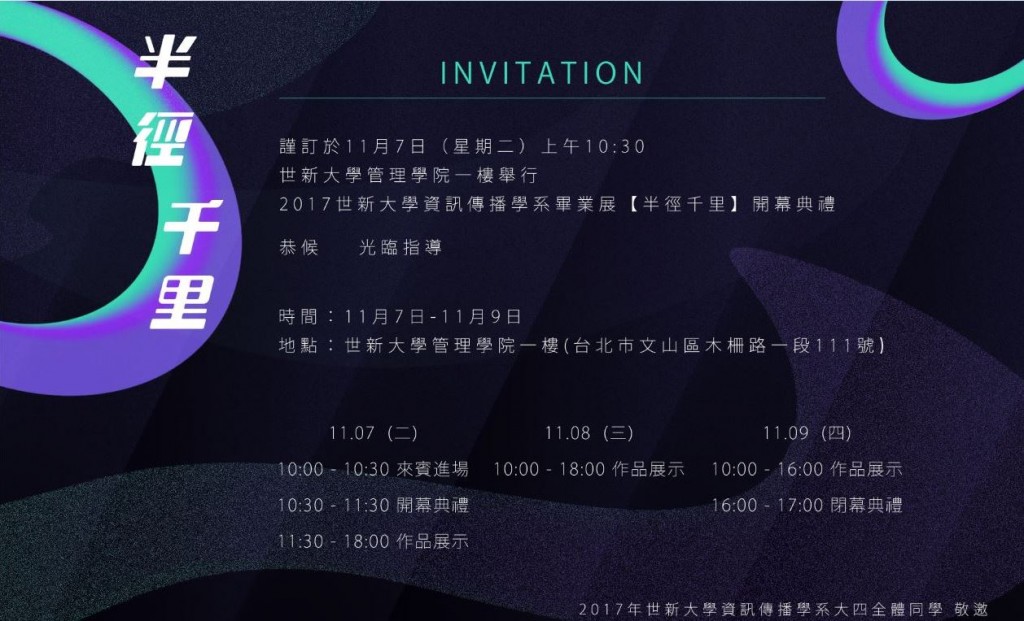 半徑 千里
INVITATION
謹訂於11月7日（星期二）上午10:30
世新大學管理學院一樓舉行
2017世新大學資訊傳播學系畢業展【半徑千里】開幕典禮
恭候　光臨指導
時間：11月7日-11月9日
地點：世新大學管理學院一樓(台北市文山區木柵路一段111號)
11.07 (二)
10:00 - 10:30 來賓進場
10:30 - 11:30 開幕典禮
11:30 - 18:00 作品展示
11.08 (三)
10:00 - 18:00 作品展示
11.09 (四)
10:00 - 16:00 作品展示
16:00 - 17:00 閉幕典禮
2017年世新大學資訊傳播學系大四全體同學 敬邀